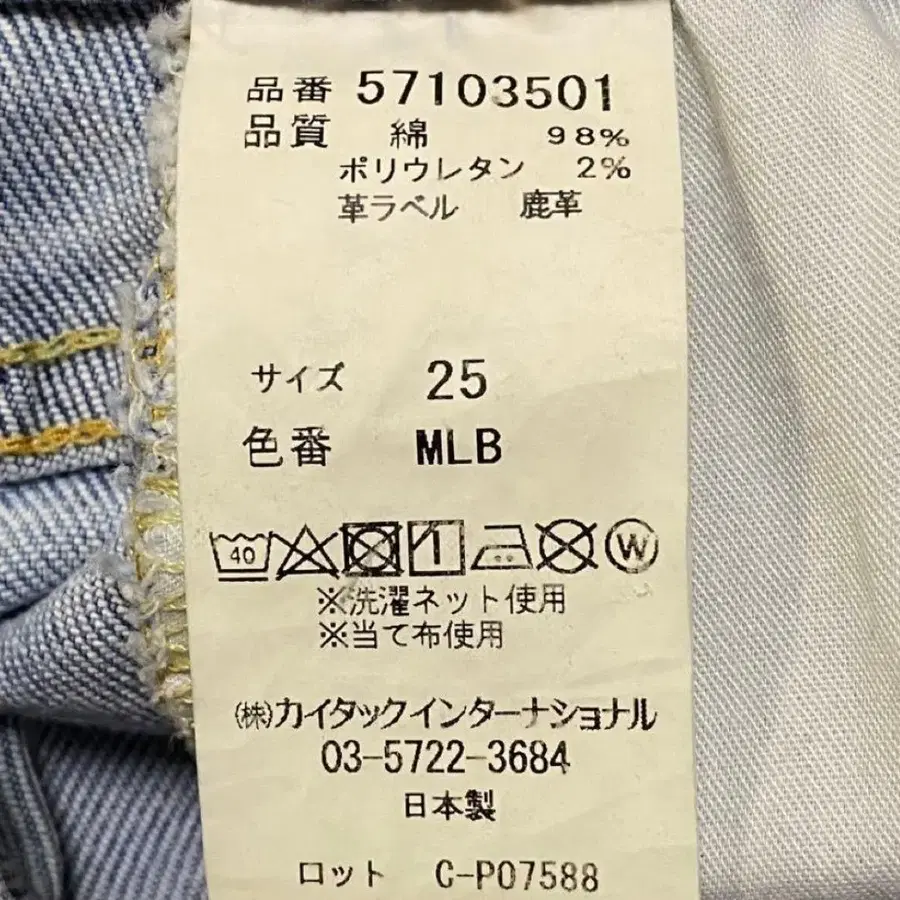 品番 57103501
品質 綿 98%
ポリウレタン 2%
革ラベル 鹿革
サイズ 25
色番 MLB
40 W
※洗濯ネット使用
※当て布使用
㈱カイタックインターナショナル
03-5722-3684
日本製
ロット C-P07588